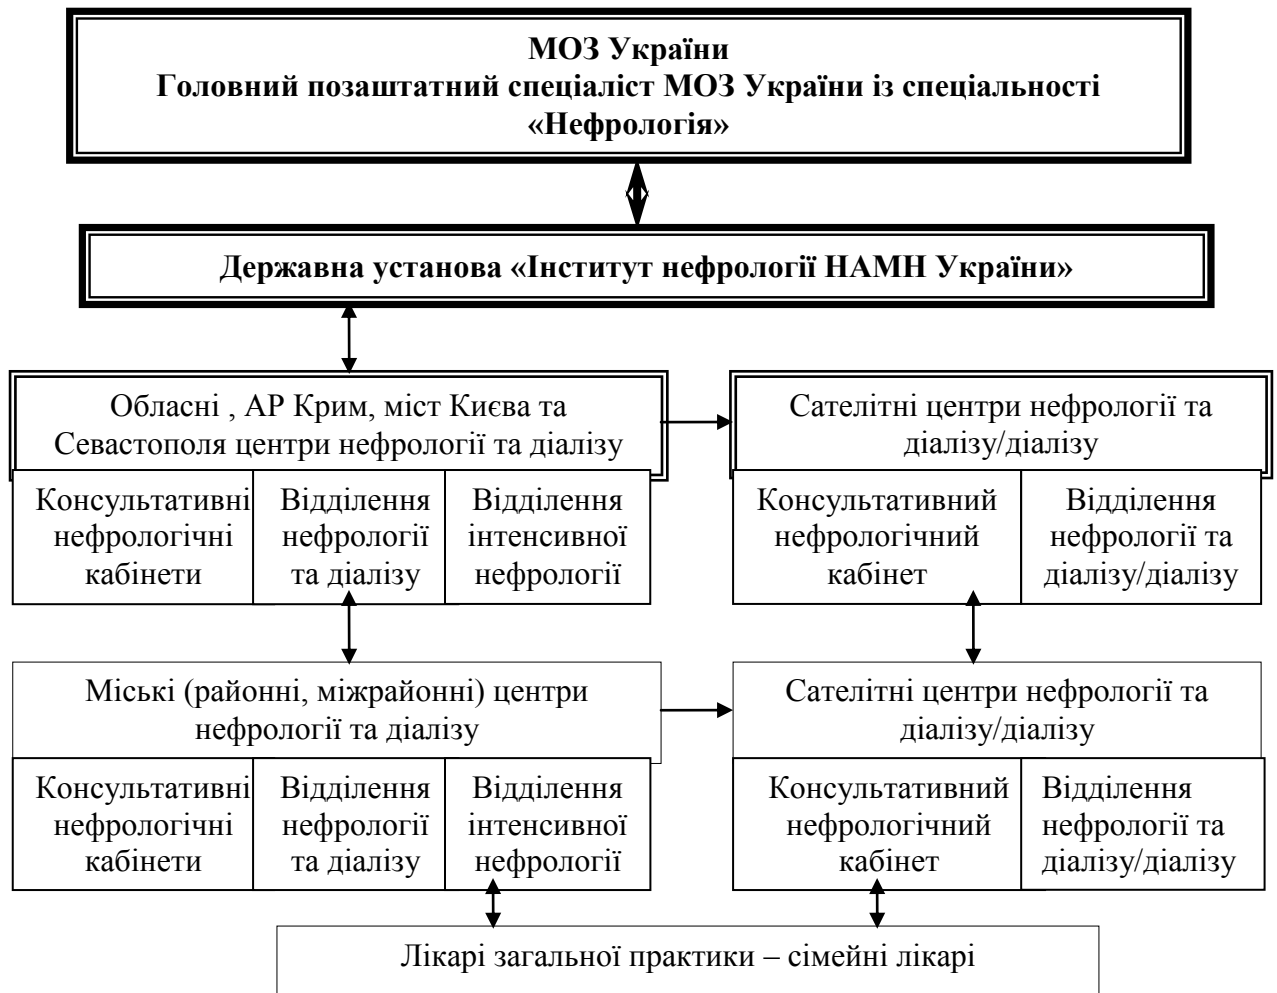 МОЗ України
Головний позаштатний спеціаліст МОЗ України із спеціальності
«Нефрологія»
Державна установа «Інститут нефрології НАМН України»
Обласні , АР Крим, міст Києва та
Севастополя центри нефрології та діалізу
Сателітні центри нефрології та
діалізу/діалізу
Консультативні
нефрологічні
кабінети
Відділення
нефрології
та діалізу
Відділення
інтенсивної
нефрології
Консультативний
нефрологічний
кабінет
Відділення
нефрології та
діалізу/діалізу
Міські (районні, міжрайонні) центри
нефрології та діалізу
Сателітні центри нефрології та
діалізу/діалізу
Консультативні
нефрологічні
кабінети
Відділення
нефрології
та діалізу
Відділення
інтенсивної
нефрології
Консультативний
нефрологічний
кабінет
Відділення
нефрології та
діалізу/діалізу
Лікарі загальної практики – сімейні лікарі